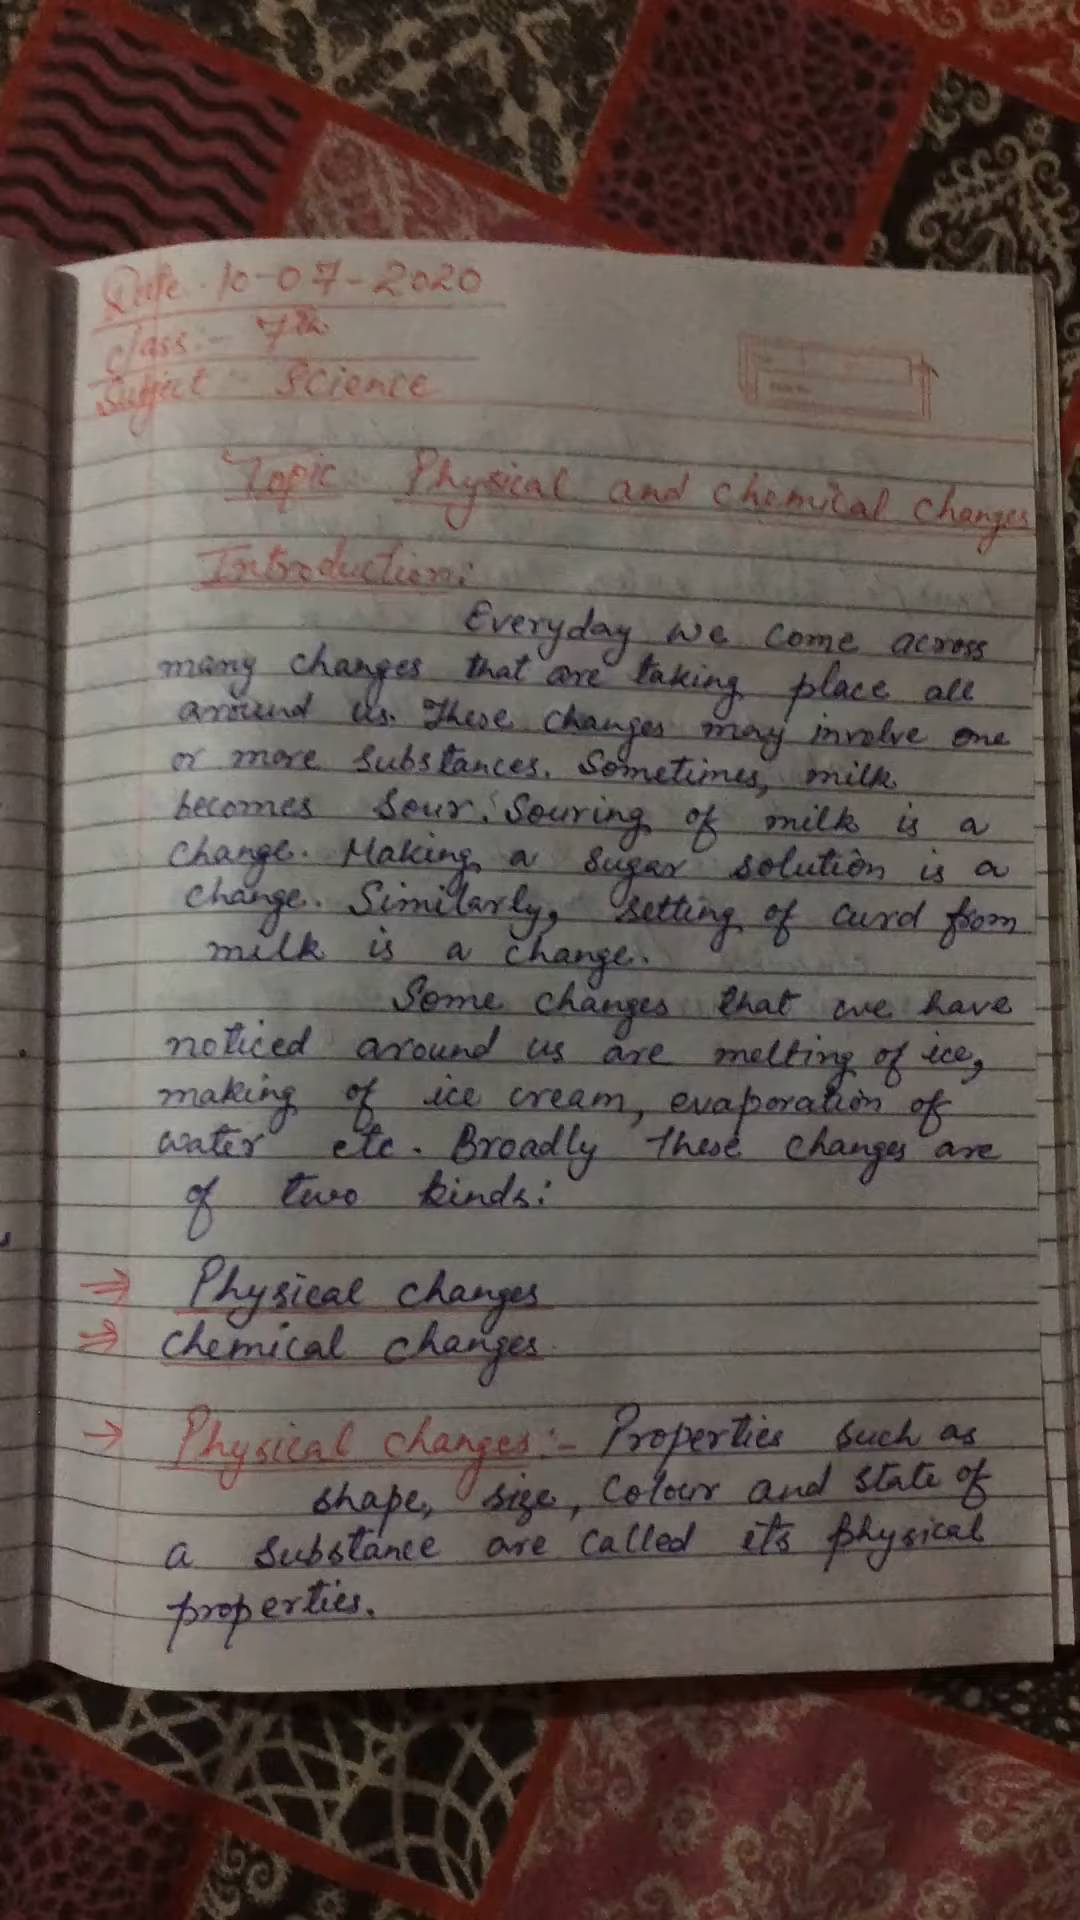 Date - 10-07-2020
class:- 7th
Subject - Science
Topic - Physical and chemical changes
Introduction:
Everyday we come across
many changes that are taking place all
around us. These changes may involve one
or more substances. Sometimes, milk
becomes sour. Souring of milk is a
change. Making a sugar solution is a
change. Similarly, setting of curd from
milk is a change.
Some changes that we have
noticed around us are melting of ice,
making of ice cream, evaporation of
water etc. Broadly these changes are
of two kinds:
⇒ Physical changes
⇒ Chemical changes
→ Physical changes:- Properties such as
shape, size, colour and state of
a substance are called its physical
properties.